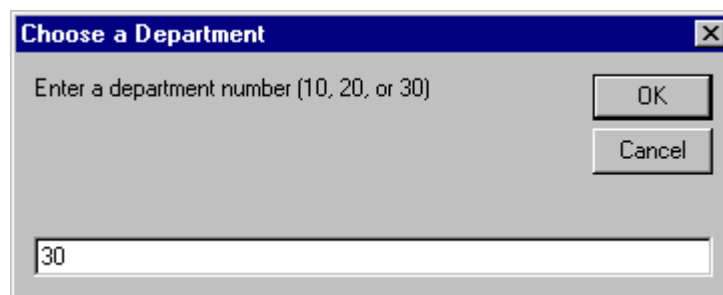 Choose a Department
Enter a department number (10, 20, or 30)
OK
Cancel
30